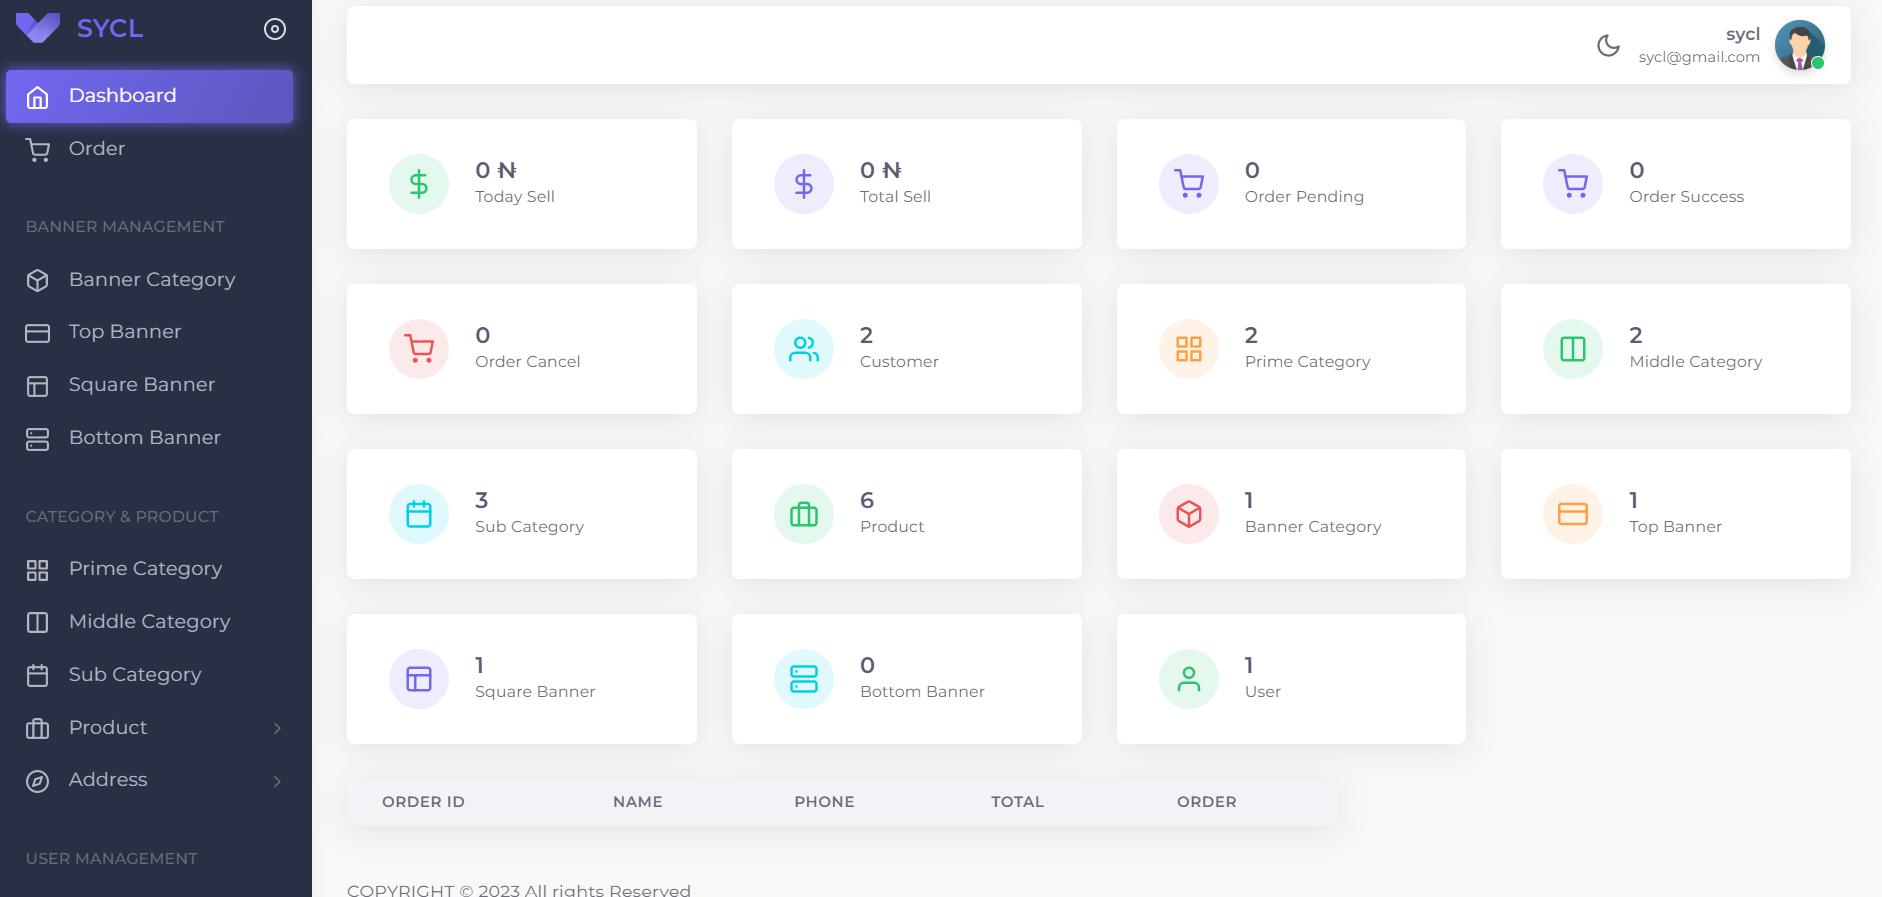 SYCL
Dashboard
Order
BANNER MANAGEMENT
Banner Category
Top Banner
Square Banner
Bottom Banner
CATEGORY & PRODUCT
Prime Category
Middle Category
Sub Category
Product
Address
USER MANAGEMENT
sycl
sycl@gmail.com
0 ₦
Today Sell
0 ₦
Total Sell
0
Order Pending
0
Order Success
0
Order Cancel
2
Customer
2
Prime Category
2
Middle Category
3
Sub Category
6
Product
1
Banner Category
1
Top Banner
1
Square Banner
0
Bottom Banner
1
User
ORDER ID NAME PHONE TOTAL ORDER
COPYRIGHT © 2023 All rights Reserved